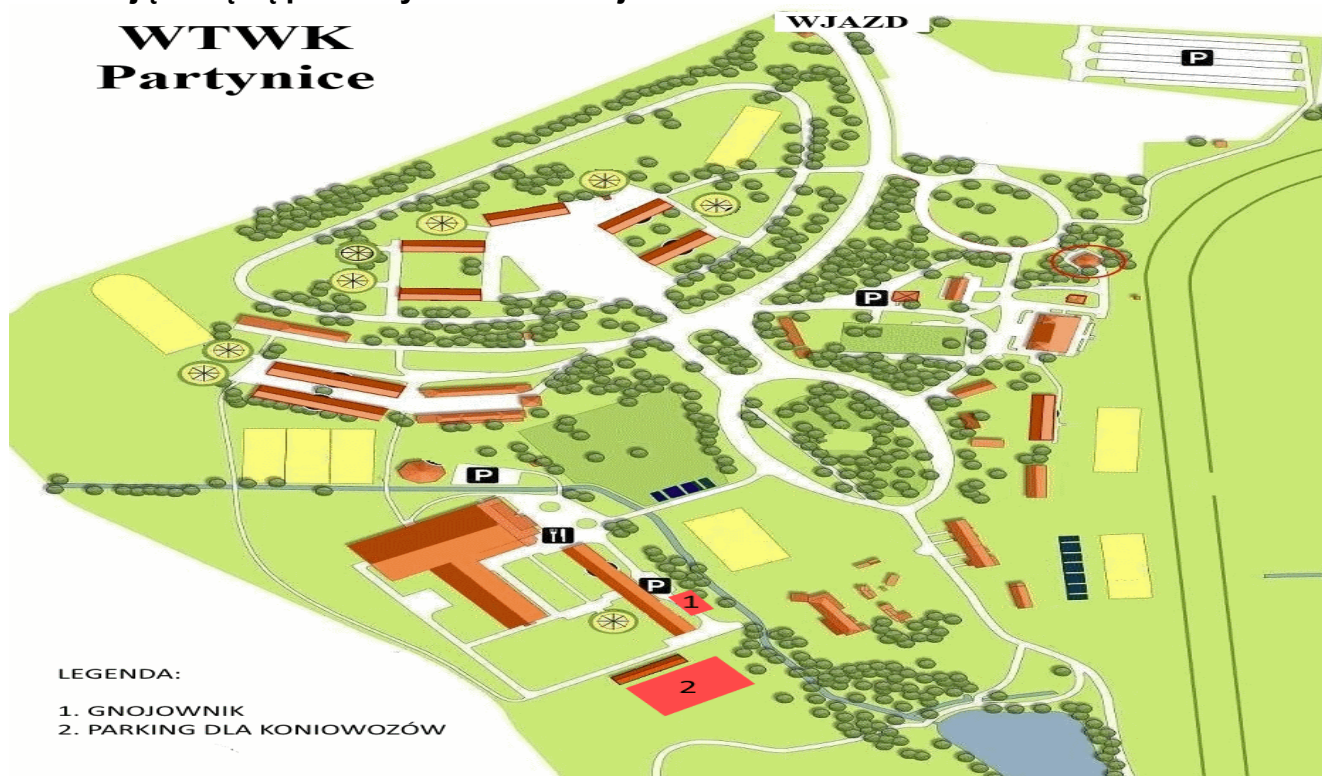 WTWK
Partynice
WJAZD
P
P
P
P
1
2
LEGENDA:
1. GNOJOWNIK
2. PARKING DLA KONIOWOZÓW